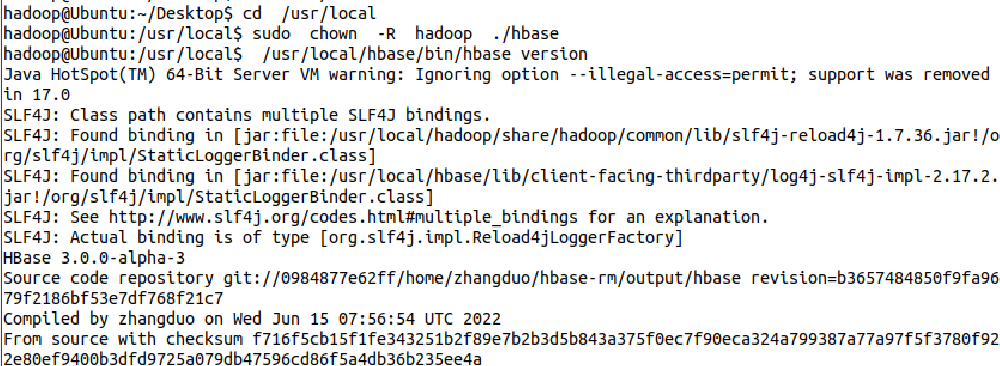 hadoop@Ubuntu:~/Desktop$ cd  /usr/local
hadoop@Ubuntu:/usr/local$ sudo  chown  -R  hadoop  ./hbase
hadoop@Ubuntu:/usr/local$  /usr/local/hbase/bin/hbase version
Java HotSpot(TM) 64-Bit Server VM warning: Ignoring option --illegal-access=permit; support was removed
in 17.0
SLF4J: Class path contains multiple SLF4J bindings.
SLF4J: Found binding in [jar:file:/usr/local/hadoop/share/hadoop/common/lib/slf4j-reload4j-1.7.36.jar!/o
rg/slf4j/impl/StaticLoggerBinder.class]
SLF4J: Found binding in [jar:file:/usr/local/hbase/lib/client-facing-thirdparty/log4j-slf4j-impl-2.17.2.
jar!/org/slf4j/impl/StaticLoggerBinder.class]
SLF4J: See http://www.slf4j.org/codes.html#multiple_bindings for an explanation.
SLF4J: Actual binding is of type [org.slf4j.impl.Reload4jLoggerFactory]
HBase 3.0.0-alpha-3
Source code repository git://0984877e62ff/home/zhangduo/hbase-rm/output/hbase revision=b3657484850f9fa96
79f2186bf53e7df768f21c7
Compiled by zhangduo on Wed Jun 15 07:56:54 UTC 2022
From source with checksum f716f5cb15f1fe343251b2f89e7b2b3d5b843a375f0ec7f90eca324a799387a77a97f5f3780f92
2e80ef9400b3dfd9725a079db47596cd86f5a4db36b235ee4a